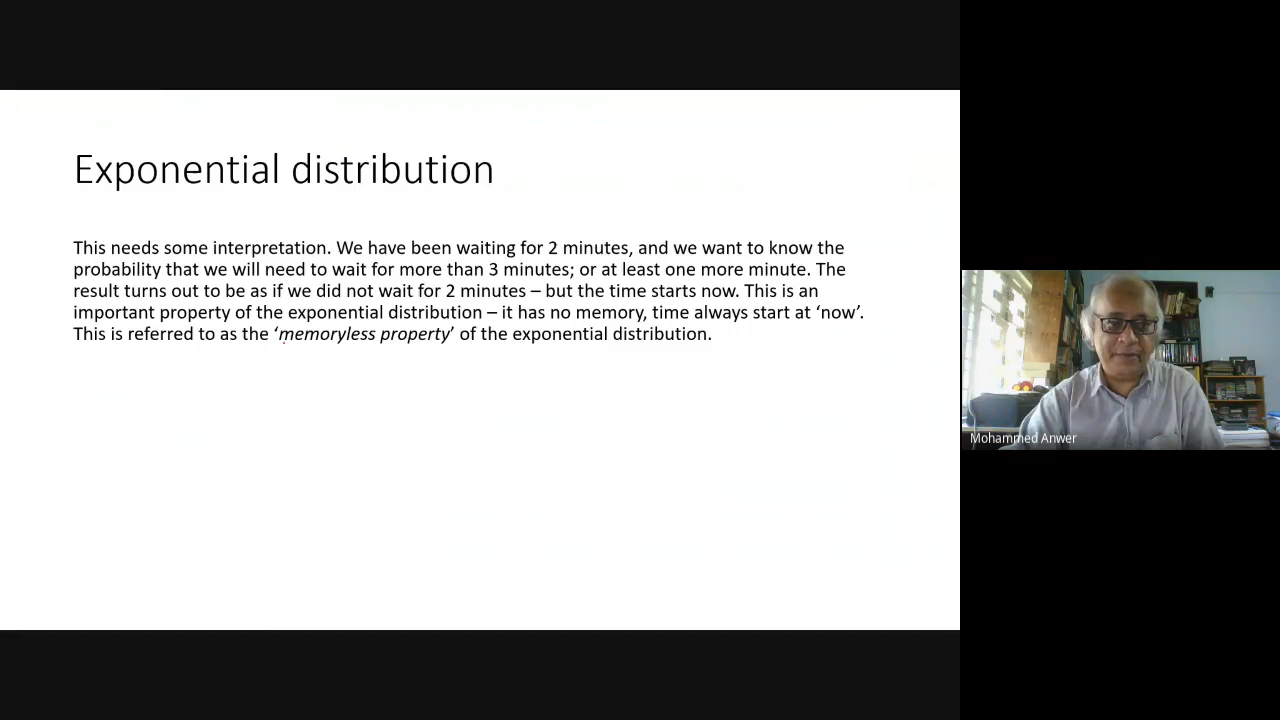 Exponential distribution
This needs some interpretation. We have been waiting for 2 minutes, and we want to know the
probability that we will need to wait for more than 3 minutes; or at least one more minute. The
result turns out to be as if we did not wait for 2 minutes – but the time starts now. This is an
important property of the exponential distribution – it has no memory, time always start at ‘now’.
This is referred to as the ‘memoryless property’ of the exponential distribution.
Mohammed Anwer